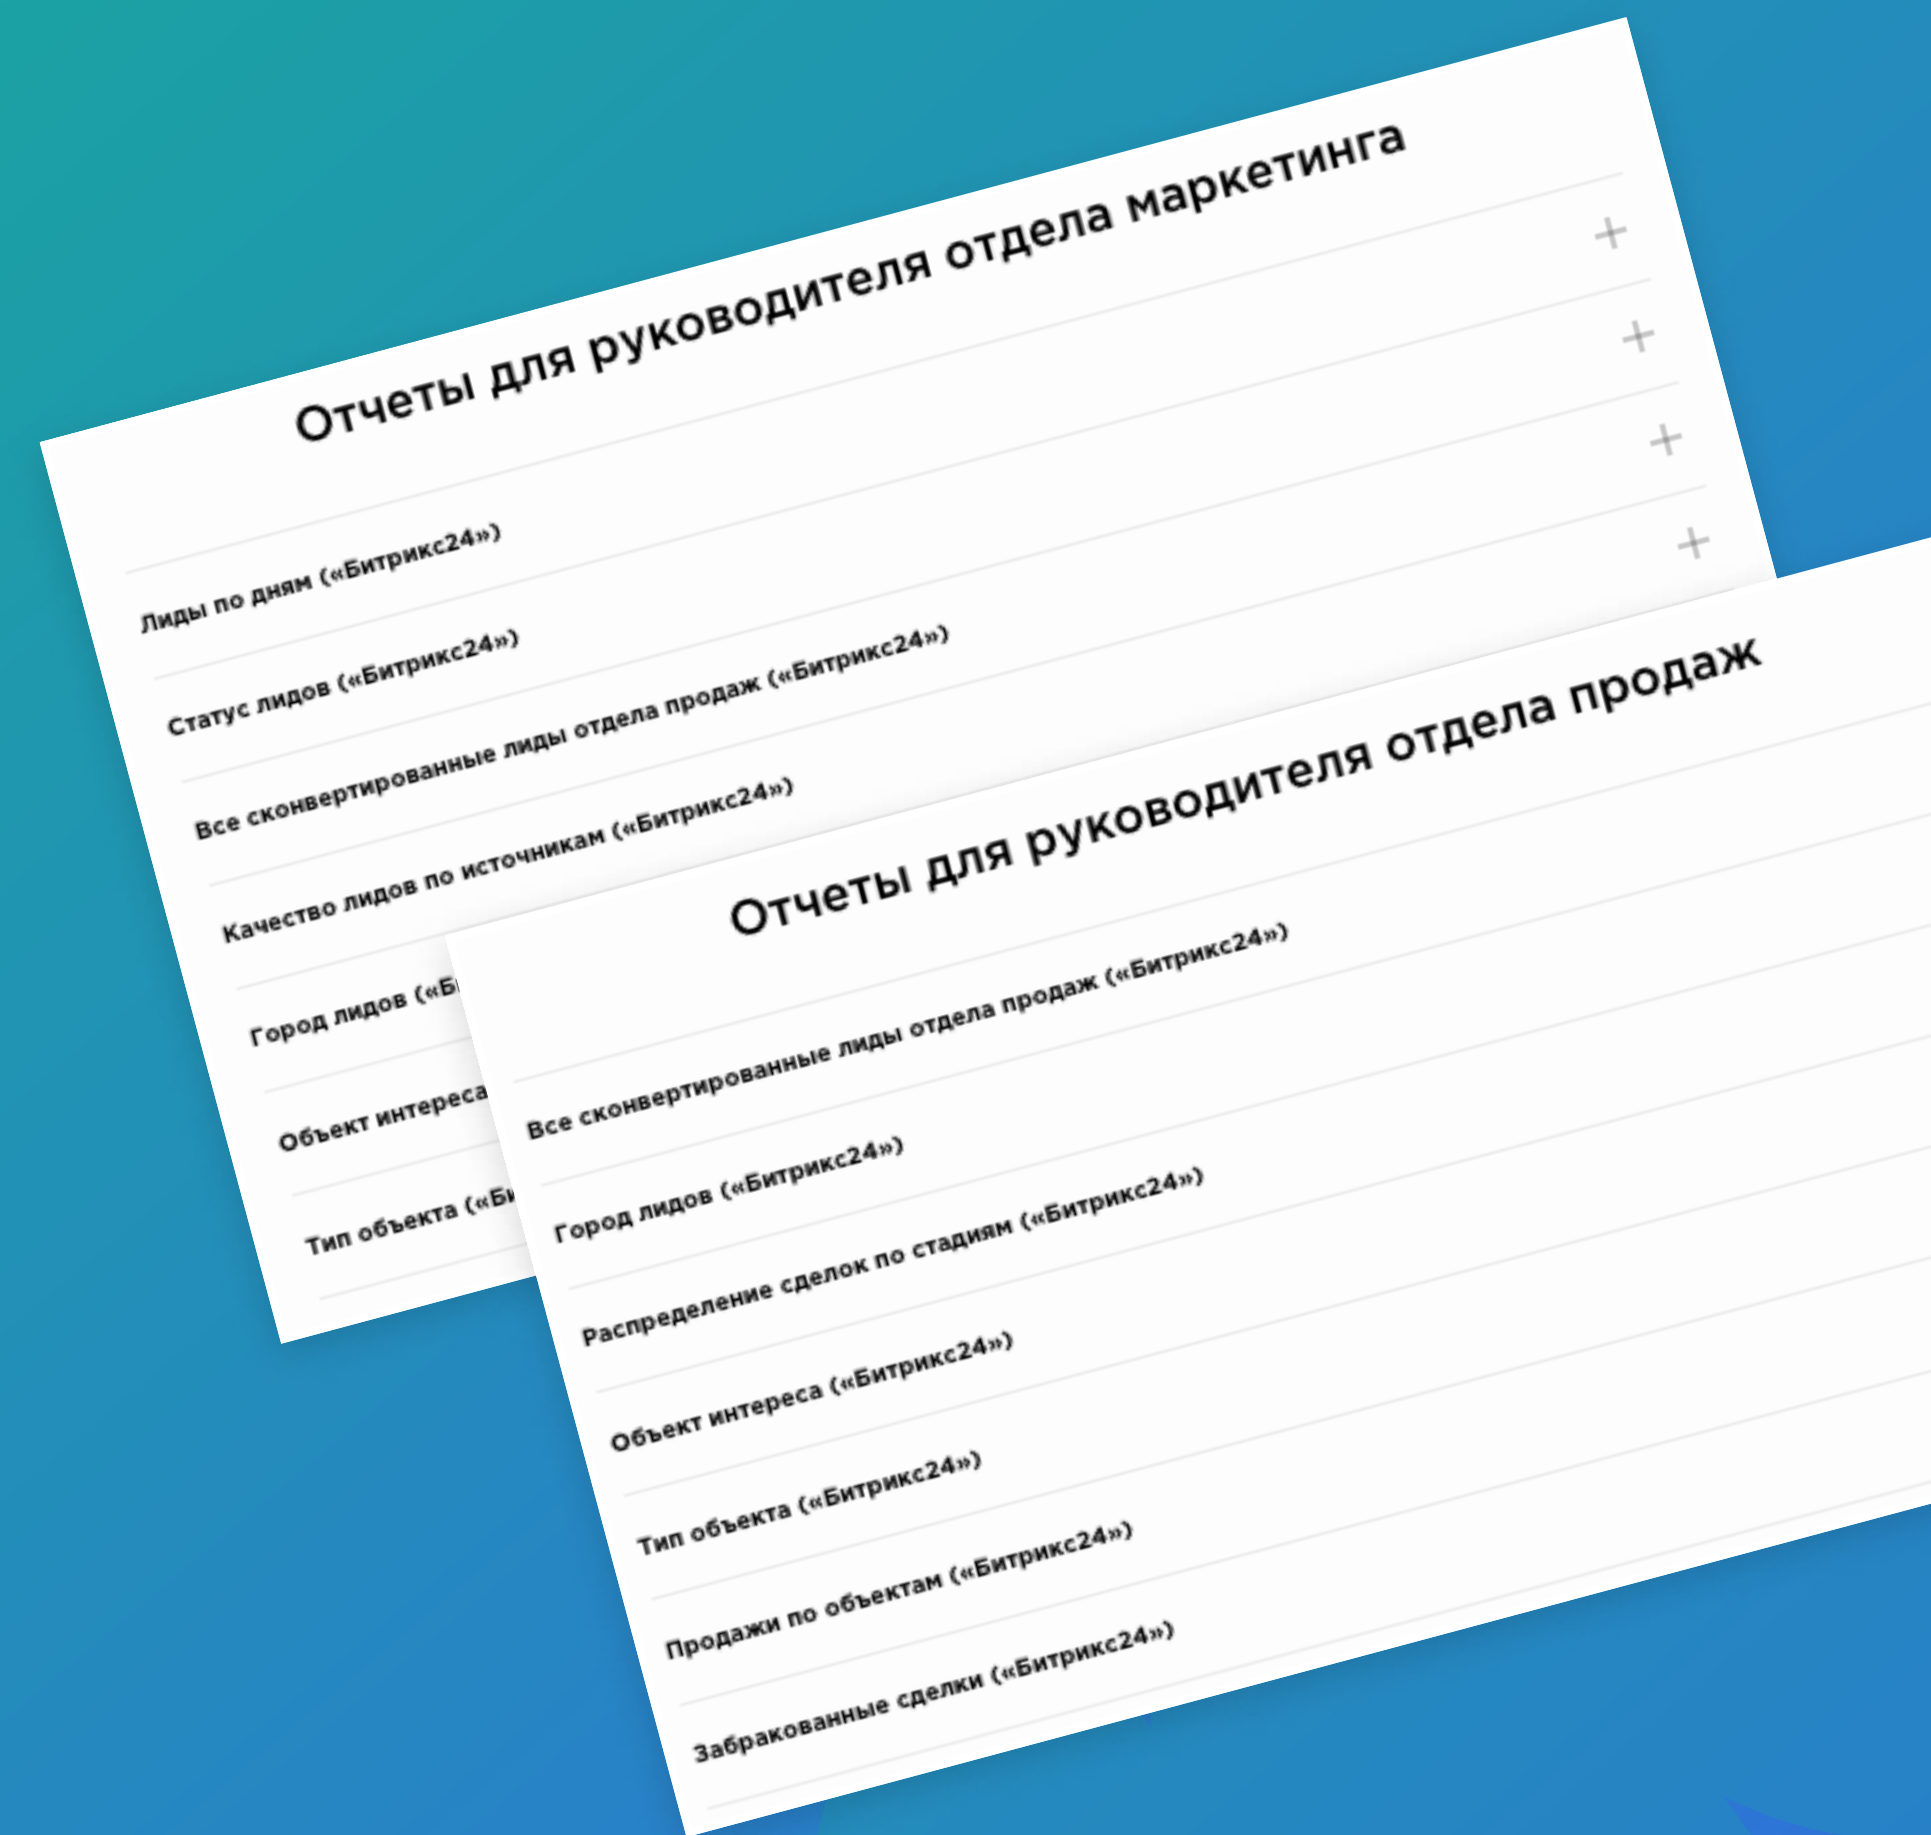 Отчеты для руководителя отдела маркетинга
Лиды по дням («Битрикс24»)
Статус лидов («Битрикс24»)
Все сконвертированные лиды отдела продаж («Битрикс24»)
Качество лидов по источникам («Битрикс24»)
Город лидов
Объект интереса
Тип объекта
Отчеты для руководителя отдела продаж
Все сконвертированные лиды отдела продаж («Битрикс24»)
Город лидов («Битрикс24»)
Распределение сделок по стадиям («Битрикс24»)
Объект интереса («Битрикс24»)
Тип объекта («Битрикс24»)
Продажи по объектам («Битрикс24»)
Забракованные сделки («Битрикс24»)